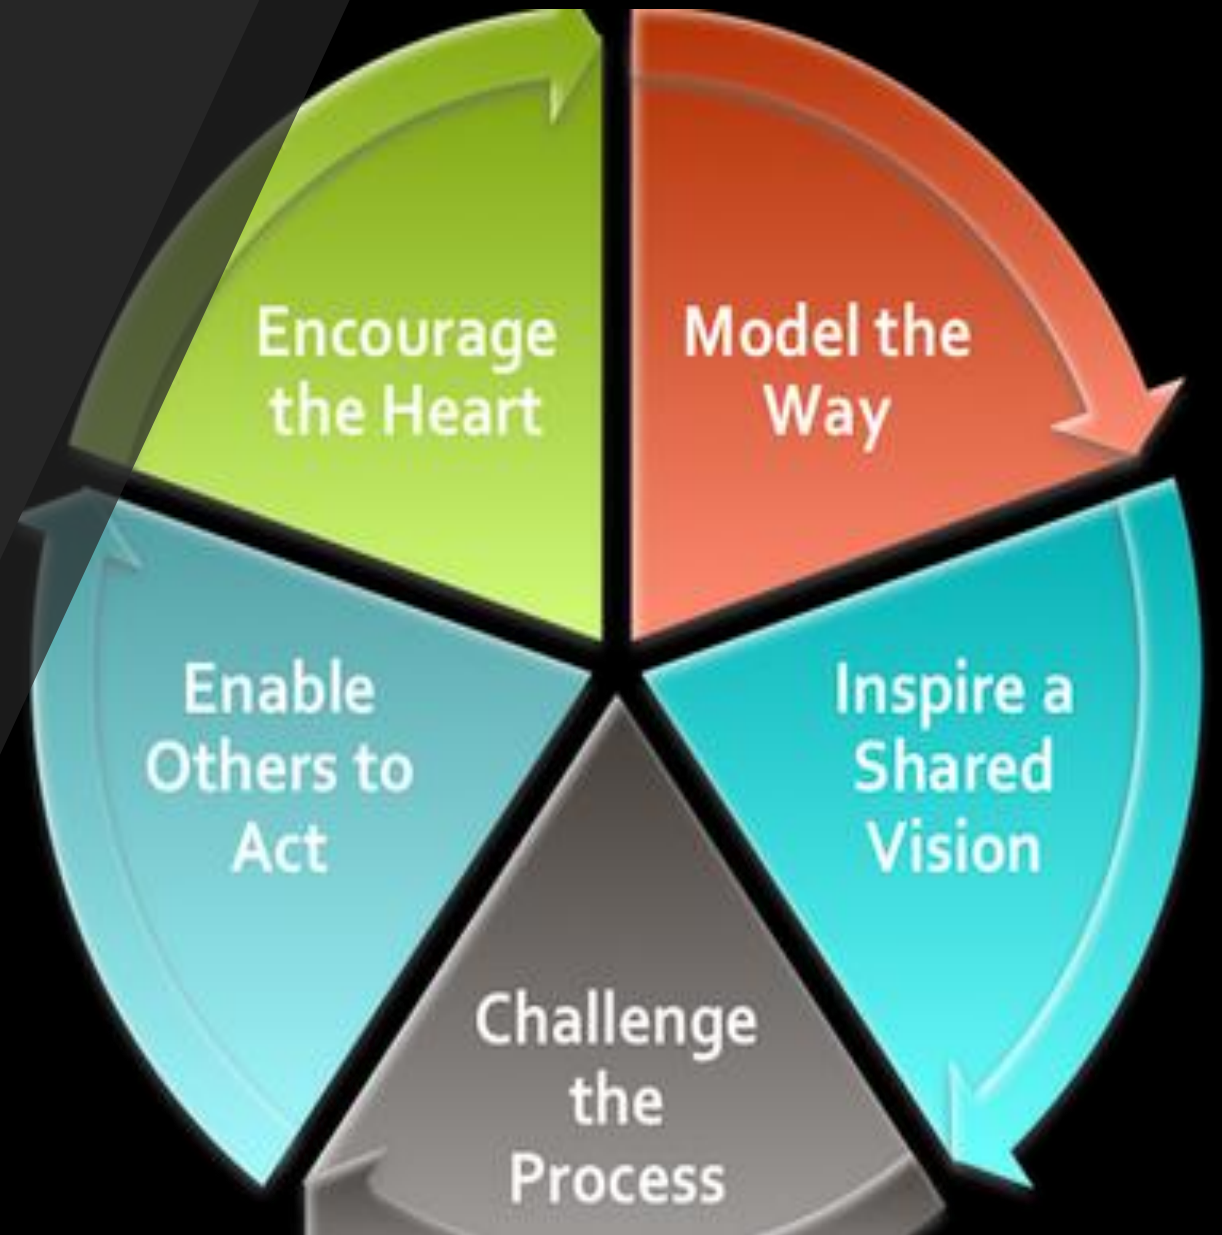 Encourage
the Heart
Model the
Way
Inspire a
Shared
Vision
Challenge
the
Process
Enable
Others to
Act